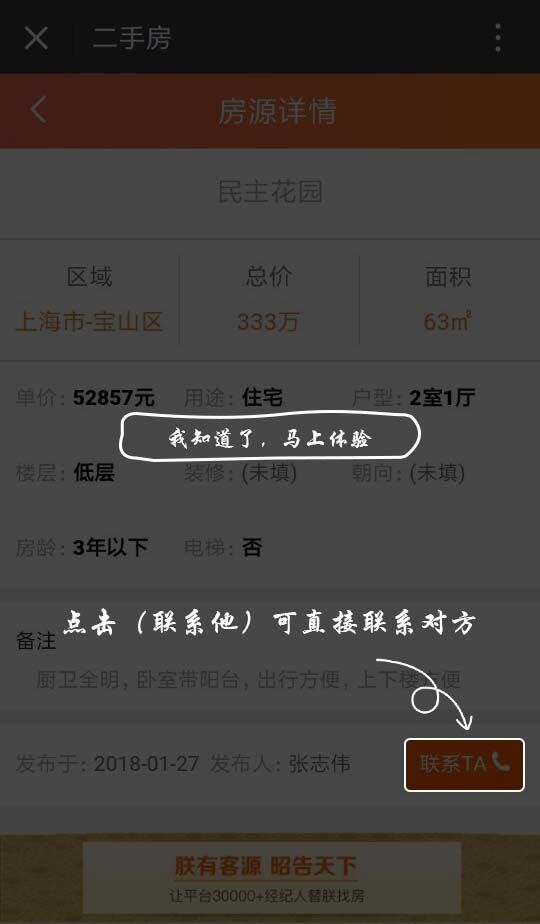 二手房
房源详情
民主花园
区域 总价 面积
上海市-宝山区 333万 63㎡
单价: 52857元 用途: 住宅 户型: 2室1厅
我知道了，马上体验
楼层: 低层 装修: (未填) 朝向: (未填)
房龄: 3年以下 电梯: 否
点击（联系他）可直接联系对方
备注
厨卫全明，卧室带阳台，出行方便，上下楼方便
发布于: 2018-01-27 发布人: 张志伟 联系TA
朕有客源 昭告天下
让平台30000+经纪人替朕找房